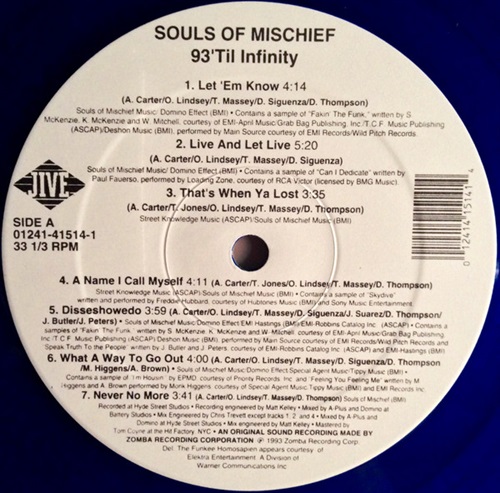 SOULS OF MISCHIEF
93'Til Infinity
1. Let 'Em Know 4:14
(A. Carter/O. Lindsey/T. Massey/D. Siguenza/D. Thompson)
Souls of Mischief Music/Domino Effect (BMI) • Contains a sample of "Fakin' The Funk," written by S.
McKenzie, K. McKenzie and W. Mitchell, courtesy of EMI-April Music/Grab Bag Publishing, Inc./T.C.F. Music Publishing
(ASCAP)/Deshon Music (BMI), performed by Main Source courtesy of EMI Records/Wild Pitch Records.
2. Live And Let Live 5:20
(A. Carter/O. Lindsey/T. Massey/D. Siguenza)
Souls of Mischief Music/Domino Effect (BMI) • Contains a sample of "Can I Dedicate" written by
Paul Fauerso, performed by Loading Zone, courtesy of RCA Victor (licensed by BMG Music).
3. That's When Ya Lost 3:35
(A. Carter/T. Jones/O. Lindsey/T. Massey/D. Thompson)
Street Knowledge Music (ASCAP)/Souls of Mischief Music (BMI)
JIVE
SIDE A
01241-41514-1
33 1/3 RPM
0 12414 15141 4
4. A Name I Call Myself 4:11 (A. Carter/T. Jones/O. Lindsey/T. Massey/D. Thompson)
Street Knowledge Music (ASCAP)/Souls of Mischief Music (BMI) • Contains a sample of "Skydive"
written and performed by Freddie Hubbard, courtesy of Hubtones Music (BMI) and Sony Music Entertainment.
5. Disseshowedo 3:59 (A. Carter/O. Lindsey/T. Massey/D. Siguenza/J. Suarez/D. Thompson/
J. Butler/J. Peters) • Souls of Mischief Music/Domino Effect EMI Hastings (BMI)/EMI-Robbins Catalog Inc. (ASCAP) • Contains a
samples of "Fakin' The Funk" written by S. McKenzie, K. McKenzie and W. Mitchell, courtesy of EMI-April Music/Grab Bag Publishing,
Inc./T.C.F. Music (ASCAP)/Deshon Music (BMI), performed by Main Source courtesy of EMI Records/Wild Pitch Records and
"Speak Truth To the People" written by J. Butler and J. Peters, courtesy of EMI-Robbins Catalog Inc. (ASCAP) and EMI-Hastings (BMI).
6. What A Way To Go Out 4:00 (A. Carter/O. Lindsey/T. Massey/D. Siguenza/D. Thompson
/M. Higgens/A. Brown) • Souls of Mischief Music/Domino Effect Special Agent Music/Tippy Music (BMI) •
Contains a sample of "I'm Housin'" by EPMD, courtesy of Priority Records, Inc. and "Feeling You Feeling Me" written by M.
Higgens and A. Brown performed by Monk Higgens, courtesy of Special Agent Music/Tippy Music (BMI) and EMI Records Inc.
7. Never No More 3:41 (A. Carter/O. Lindsey/T. Massey/D. Thompson) Souls of Mischief (BMI).
Recorded at Hyde Street Studios • Recording engineered by Matt Kelley • Mixed by A-Plus and Domino at
Battery Studios • Mix Engineered by Chris Trevett except tracks 1, 2 and 4 • Mixed by A-Plus and Domino
at Hyde Street Studios • Mix engineered by Matt Kelley • Mastered by
Tom Coyne at the Hit Factory, NYC • AN ORIGINAL SOUND RECORDING MADE BY
ZOMBA RECORDING CORPORATION ℗ 1993 Zomba Recording Corp.
Del: The Funkee Homosapien appears courtesy of
Elektra Entertainment, A Division of
Warner Communications Inc.